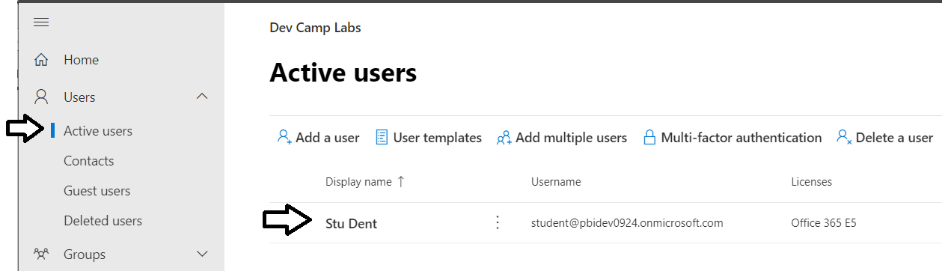 Dev Camp Labs
Home
Active users
Users
Active users
Contacts
Guest users
Deleted users
Groups
Add a user User templates Add multiple users Multi-factor authentication Delete a user
Display name ↑ Username Licenses
Stu Dent student@pbidev0924.onmicrosoft.com Office 365 E5